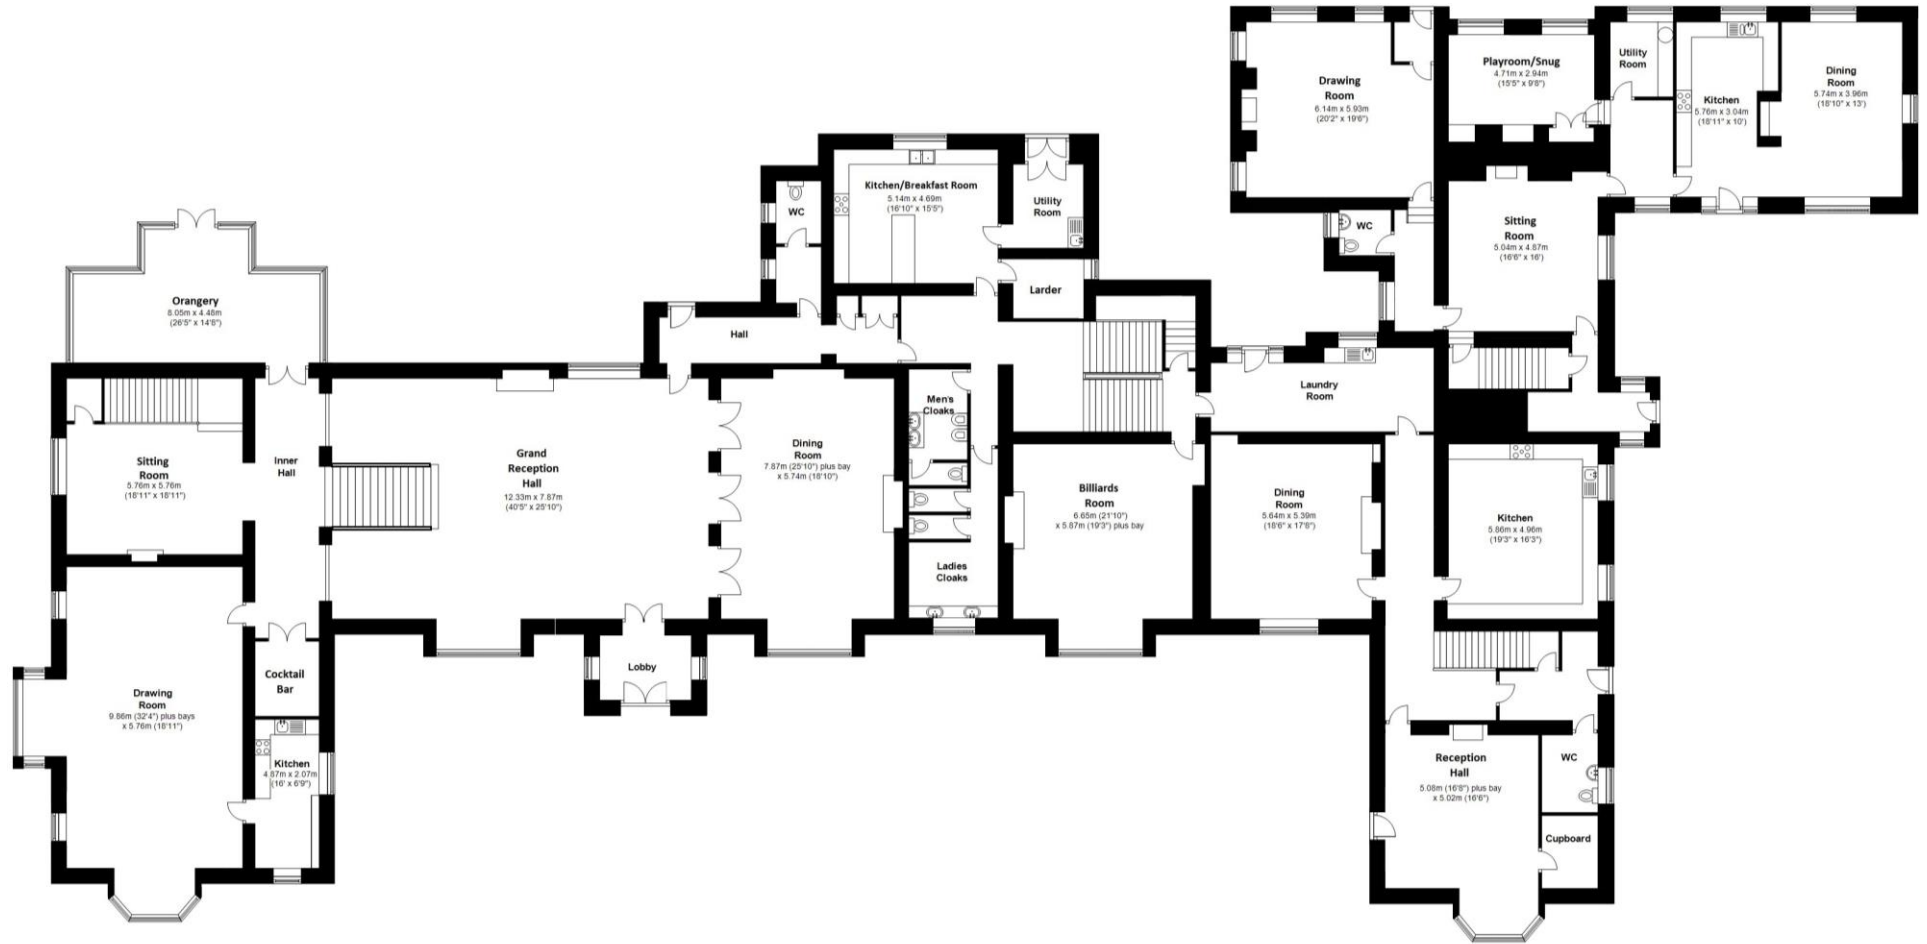 Drawing
Room
6.14m x 5.93m
(20'2" x 19'6")
Playroom/Snug
4.71m x 2.94m
(15'5" x 9'8")
Utility
Room
Kitchen
5.76m x 3.04m
(18'11" x 10')
Dining
Room
5.74m x 3.96m
(18'10" x 13')
WC
Sitting
Room
5.04m x 4.87m
(16'6" x 16')
WC
Kitchen/Breakfast Room
5.14m x 4.69m
(16'10" x 15'5")
Utility
Room
Larder
Hall
Orangery
8.05m x 4.48m
(26'5" x 14'8")
Sitting
Room
5.76m x 5.76m
(18'11" x 18'11")
Inner
Hall
Grand
Reception
Hall
12.33m x 7.87m
(40'5" x 25'10")
Dining
Room
7.87m (25'10") plus bay
x 5.74m (18'10")
Men's
Cloaks
Ladies
Cloaks
Billiards
Room
6.65m (21'10")
x 5.87m (19'3") plus bay
Laundry
Room
Dining
Room
5.64m x 5.39m
(18'6" x 17'8")
Kitchen
5.86m x 4.96m
(19'3" x 16'3")
Lobby
Cocktail
Bar
Drawing
Room
9.86m (32'4") plus bays
x 5.76m (18'11")
Kitchen
4.87m x 2.07m
(16' x 6'9")
Reception
Hall
5.08m (16'8") plus bay
x 5.02m (16'6")
WC
Cupboard